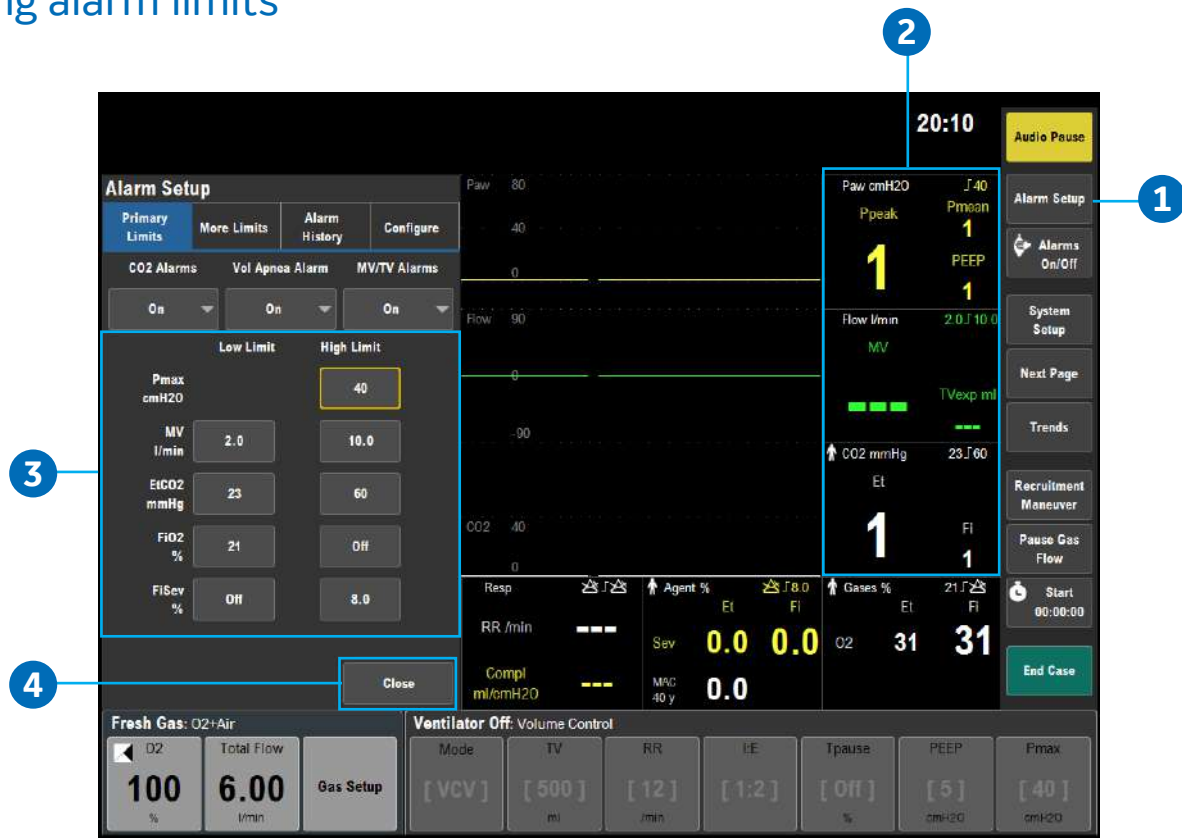 ng alarm limits
2
20:10
Audio Pause
Alarm Setup
Primary Limits
More Limits
Alarm History
Configure
CO2 Alarms
Vol Apnea Alarm
MV/TV Alarms
On
On
On
Low Limit
High Limit
Pmax cmH2O
40
MV l/min
2.0
10.0
EtCO2 mmHg
23
60
FiO2 %
21
Off
FiSev %
Off
8.0
Close
3
4
Paw
80
40
0
Flow
90
0
-90
CO2
40
0
Paw cmH2O
40
Ppeak
1
Pmean
1
PEEP
1
Flow l/min
2.0 10.0
MV
---
TVexp ml
---
CO2 mmHg
23 60
Et
1
FI
1
Alarm Setup
1
Alarms On/Off
System Setup
Next Page
Trends
Recruitment Maneuver
Pause Gas Flow
Start 00:00:00
End Case
Resp
RR /min
---
Compl ml/cmH2O
---
Agent %
8.0
Et
Fi
Sev
0.0
0.0
MAC 40 y
0.0
Gases %
21
Et
FI
O2
31
31
Fresh Gas: O2+Air
O2
100
%
Total Flow
6.00
l/min
Gas Setup
Ventilator Off: Volume Control
Mode
[ VCV ]
TV
[ 500 ]
ml
RR
[ 12 ]
/min
I:E
[ 1:2 ]
Tpause
[ Off ]
%
PEEP
[ 5 ]
cmH2O
Pmax
[ 40 ]
cmH2O